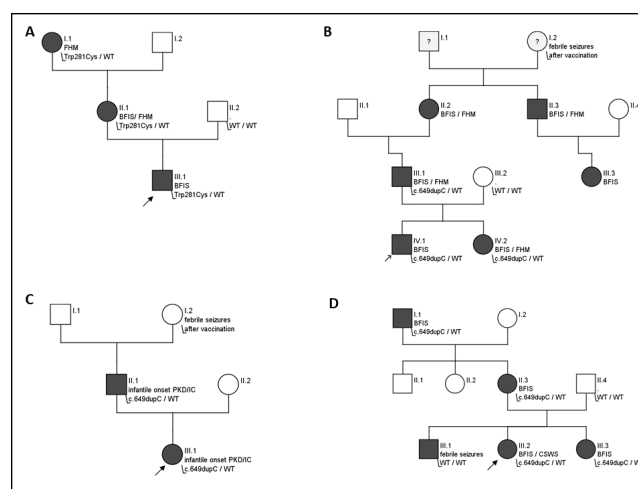 A
I.1
FHM
Trp281Cys / WT
I.2
II.1
BFIS/ FHM
Trp281Cys / WT
II.2
.
WT / WT
III.1
BFIS
Trp281Cys / WT
B
I.1
?
I.2
?
febrile seizures
after vaccination
II.1
II.2
BFIS / FHM
II.3
BFIS / FHM
II.4
III.1
BFIS / FHM
c.649dupC / WT
III.2
.
WT / WT
III.3
BFIS
IV.1
BFIS
c.649dupC / WT
IV.2
BFIS / FHM
c.649dupC / WT
C
I.1
I.2
febrile seizures
after vaccination
II.1
infantile onset PKD/IC
c.649dupC / WT
II.2
III.1
infantile onset PKD/IC
c.649dupC / WT
D
I.1
BFIS
c.649dupC / WT
I.2
II.1
II.2
II.3
BFIS
c.649dupC / WT
II.4
.
WT / WT
III.1
febrile seizures
WT / WT
III.2
BFIS / CSWS
c.649dupC / WT
III.3
BFIS
c.649dupC / W